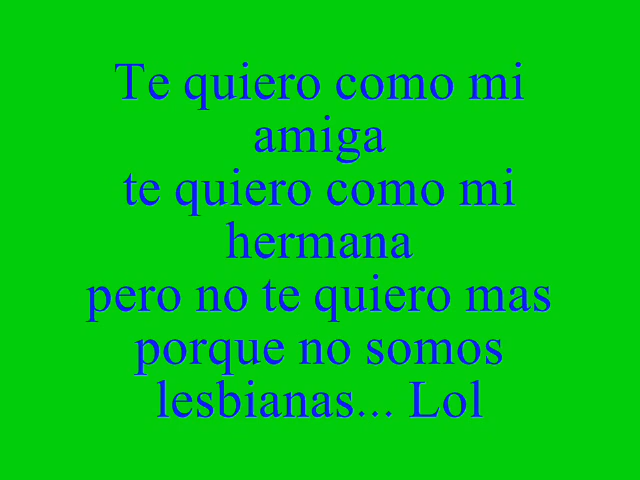 Te quiero como mi
amiga
te quiero como mi
hermana
pero no te quiero mas
porque no somos
lesbianas... Lol